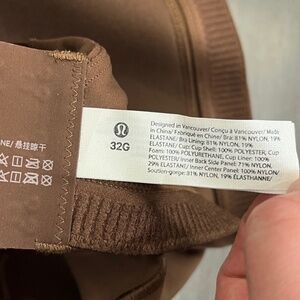 Designed in Vancouver/ Conçu à Vancouver/ Made
in China/ Fabriqué en Chine/ Bra: 81% NYLON, 19%
ELASTANE/ Bra Lining: 81% NYLON, 19%
ELASTANE/ Cup: Cup Shell: 100% POLYESTER, Cup
Foam: 100% POLYURETHANE, Cup Liner: 100%
POLYESTER/ Inner Back Side Panel: 71% NYLON,
29% ELASTANE/ Inner Center Panel: 100% NYLON/
Soutien-gorge: 81% NYLON, 19% ÉLASTHANNE/
32G
NE/ 悬挂晾干